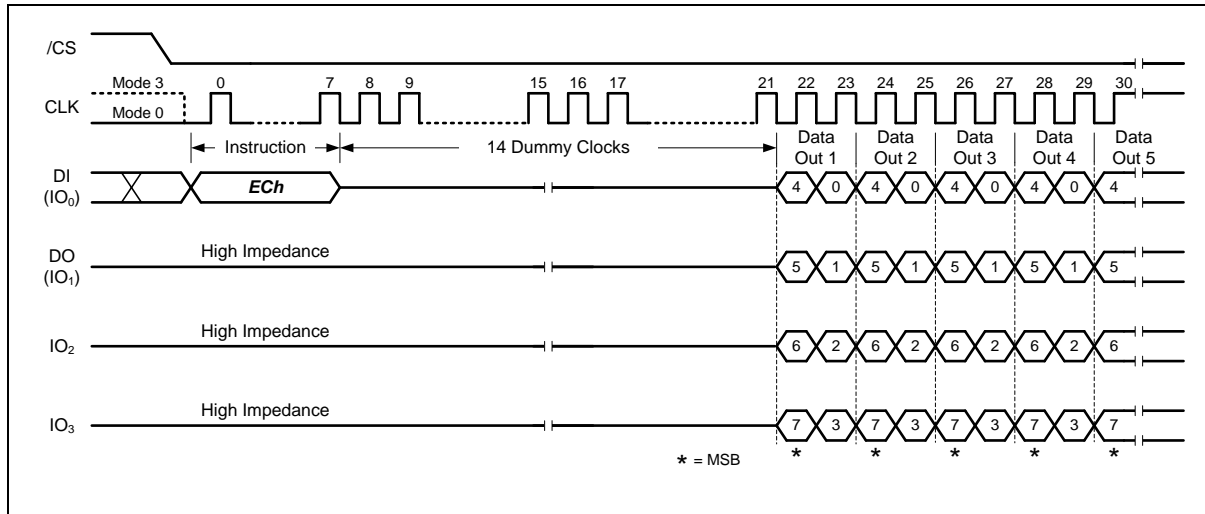 /CS
Mode 3 0 7 8 9 15 16 17 21 22 23 24 25 26 27 28 29 30
CLK
Mode 0
Instruction 14 Dummy Clocks Data Out 1 Data Out 2 Data Out 3 Data Out 4 Data Out 5
DI (IO₀) ECh 4 0 4 0 4 0 4 0 4
High Impedance
DO (IO₁) 5 1 5 1 5 1 5 1 5
High Impedance
IO₂ 6 2 6 2 6 2 6 2 6
High Impedance
IO₃ 7 3 7 3 7 3 7 3 7
* = MSB * * * * *